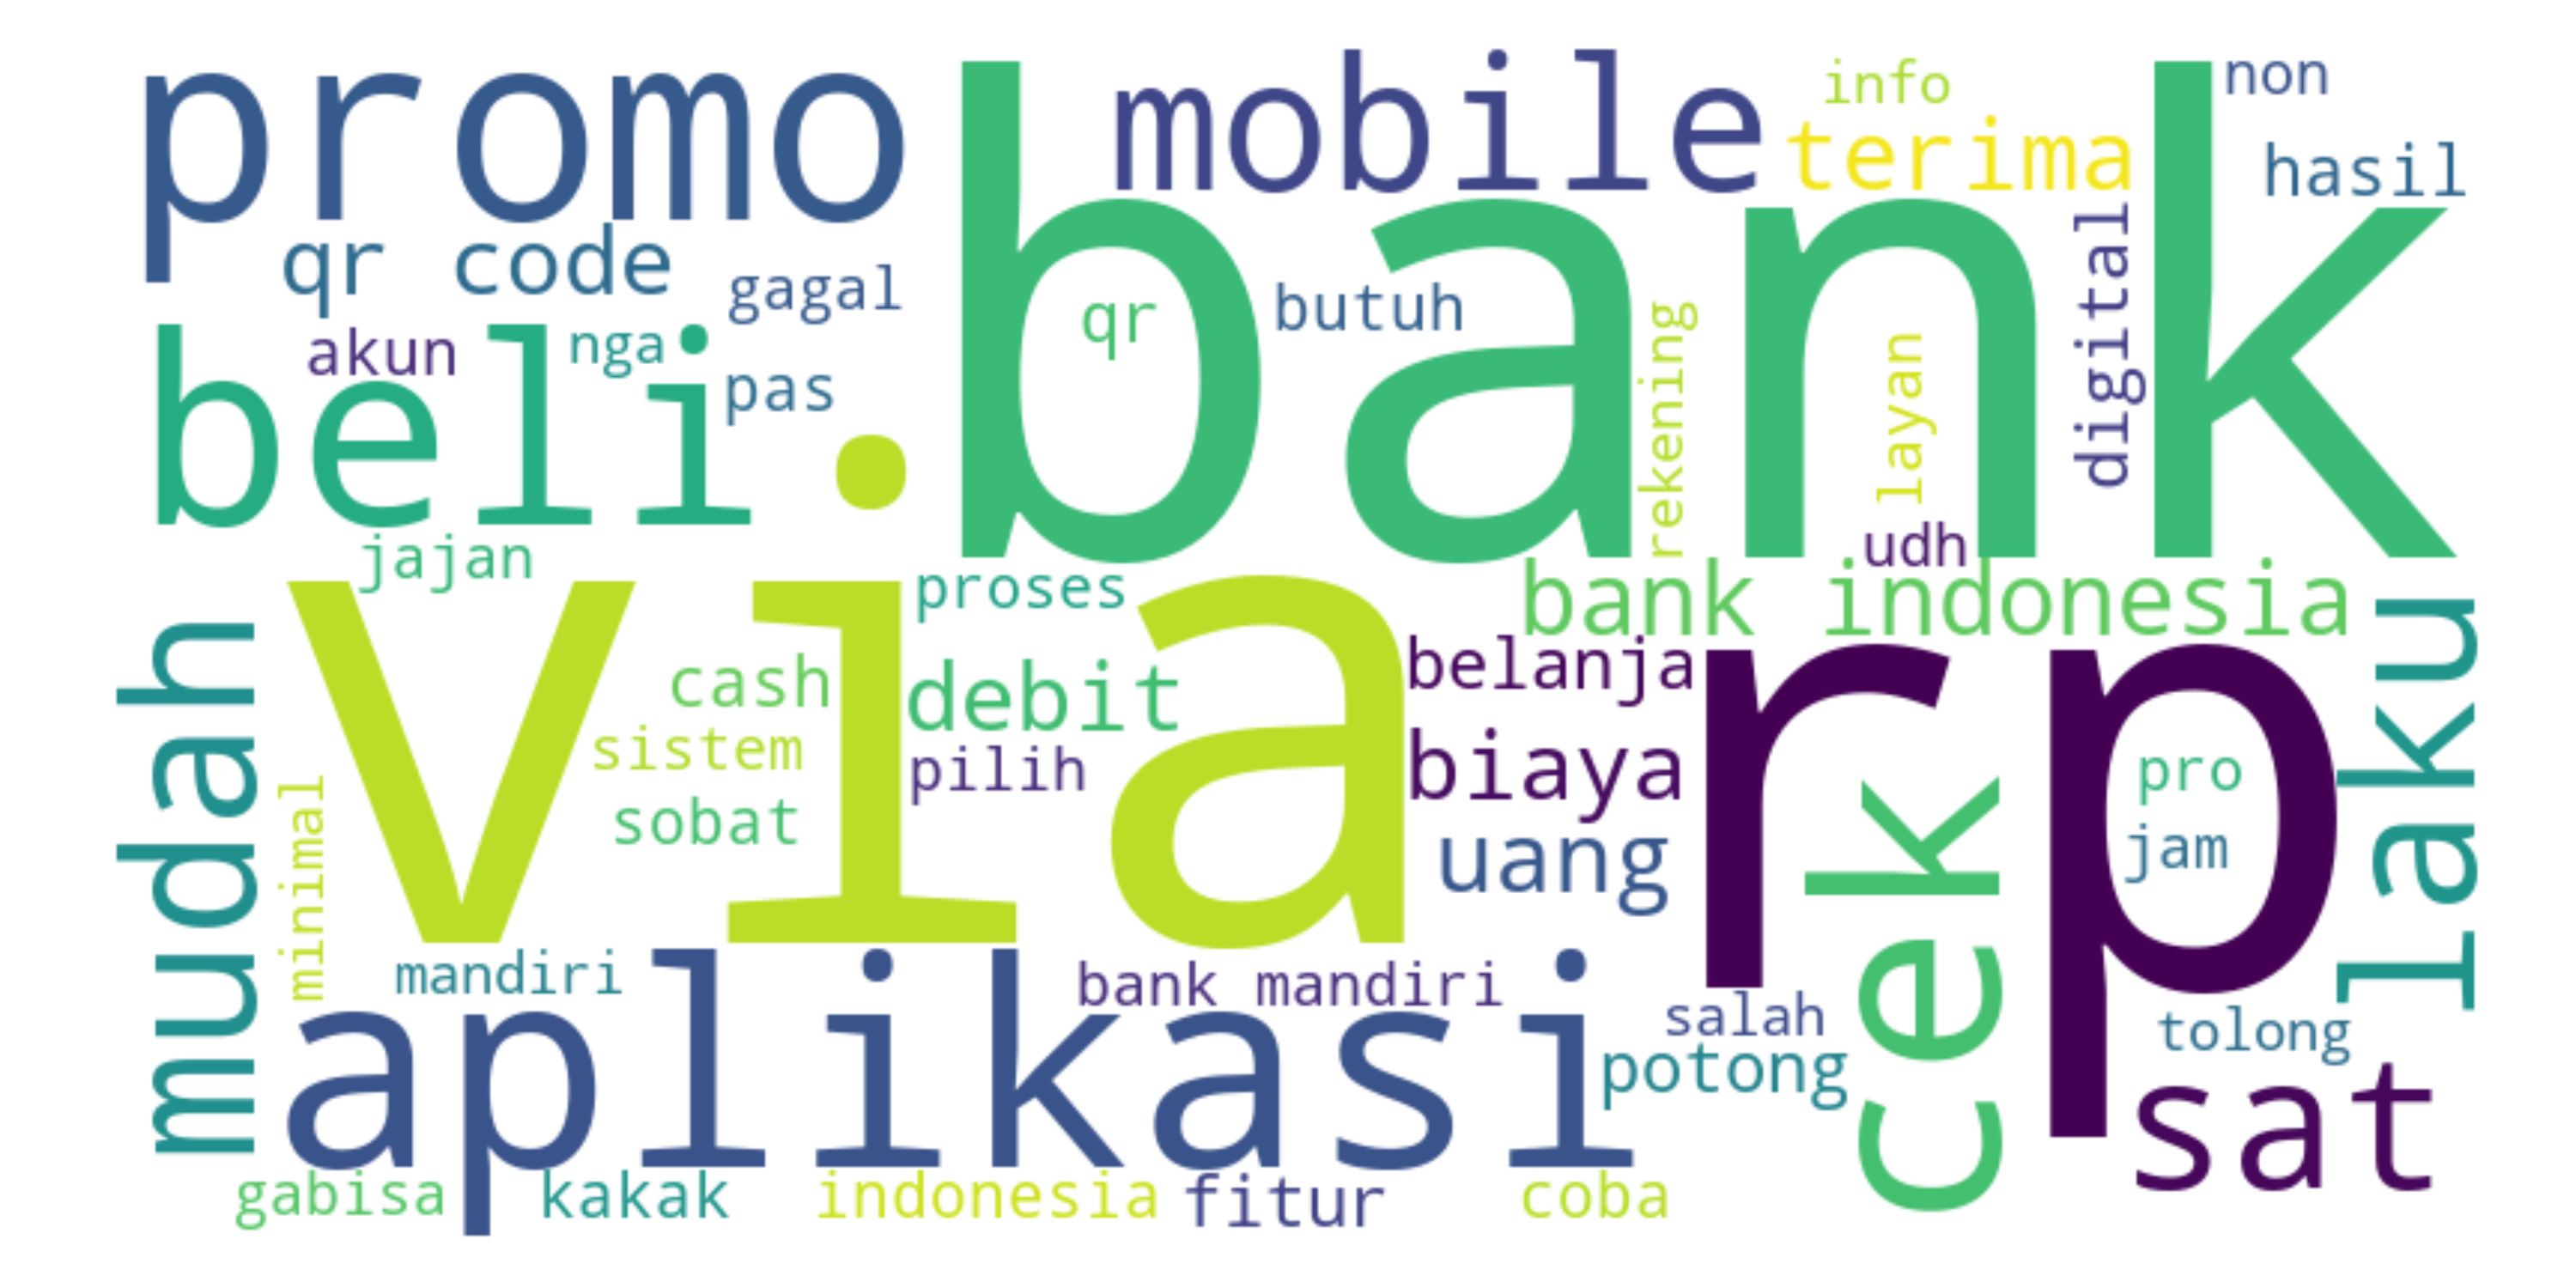 promo
mobile
info
non
terima
hasil
bank
qr code
gagal
qr
butuh
digital
akun
nga
beli
pas
rekening
layan
udh
jajan
via
proses
bank indonesia
mudah
cash
debit
belanja
rp
laku
sistem
pilih
biaya
pro
minimal
sobat
uang
cek
jam
mandiri
bank mandiri
aplikasi
salah
tolong
potong
sat
gabisa
kakak
indonesia
fitur
coba